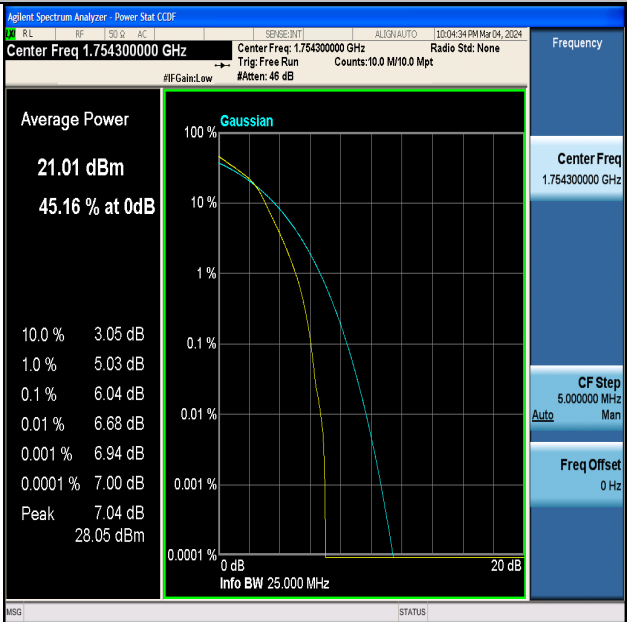 Agilent Spectrum Analyzer - Power Stat CCDF
LXI RL RF 50 Ω AC SENSE:INT ALIGN AUTO 10:04:34 PM Mar 04, 2024
Center Freq 1.754300000 GHz
Center Freq: 1.754300000 GHz Radio Std: None
Trig: Free Run Counts:10.0 M/10.0 Mpt
#IFGain:Low #Atten: 46 dB
Frequency
Average Power
21.01 dBm
45.16 % at 0dB
10.0 % 3.05 dB
1.0 % 5.03 dB
0.1 % 6.04 dB
0.01 % 6.68 dB
0.001 % 6.94 dB
0.0001 % 7.00 dB
Peak 7.04 dB
28.05 dBm
Gaussian
100 %
10 %
1 %
0.1 %
0.01 %
0.001 %
0.0001 %
0 dB 20 dB
Info BW 25.000 MHz
Center Freq
1.754300000 GHz
CF Step
5.000000 MHz
Auto Man
Freq Offset
0 Hz
MSG STATUS